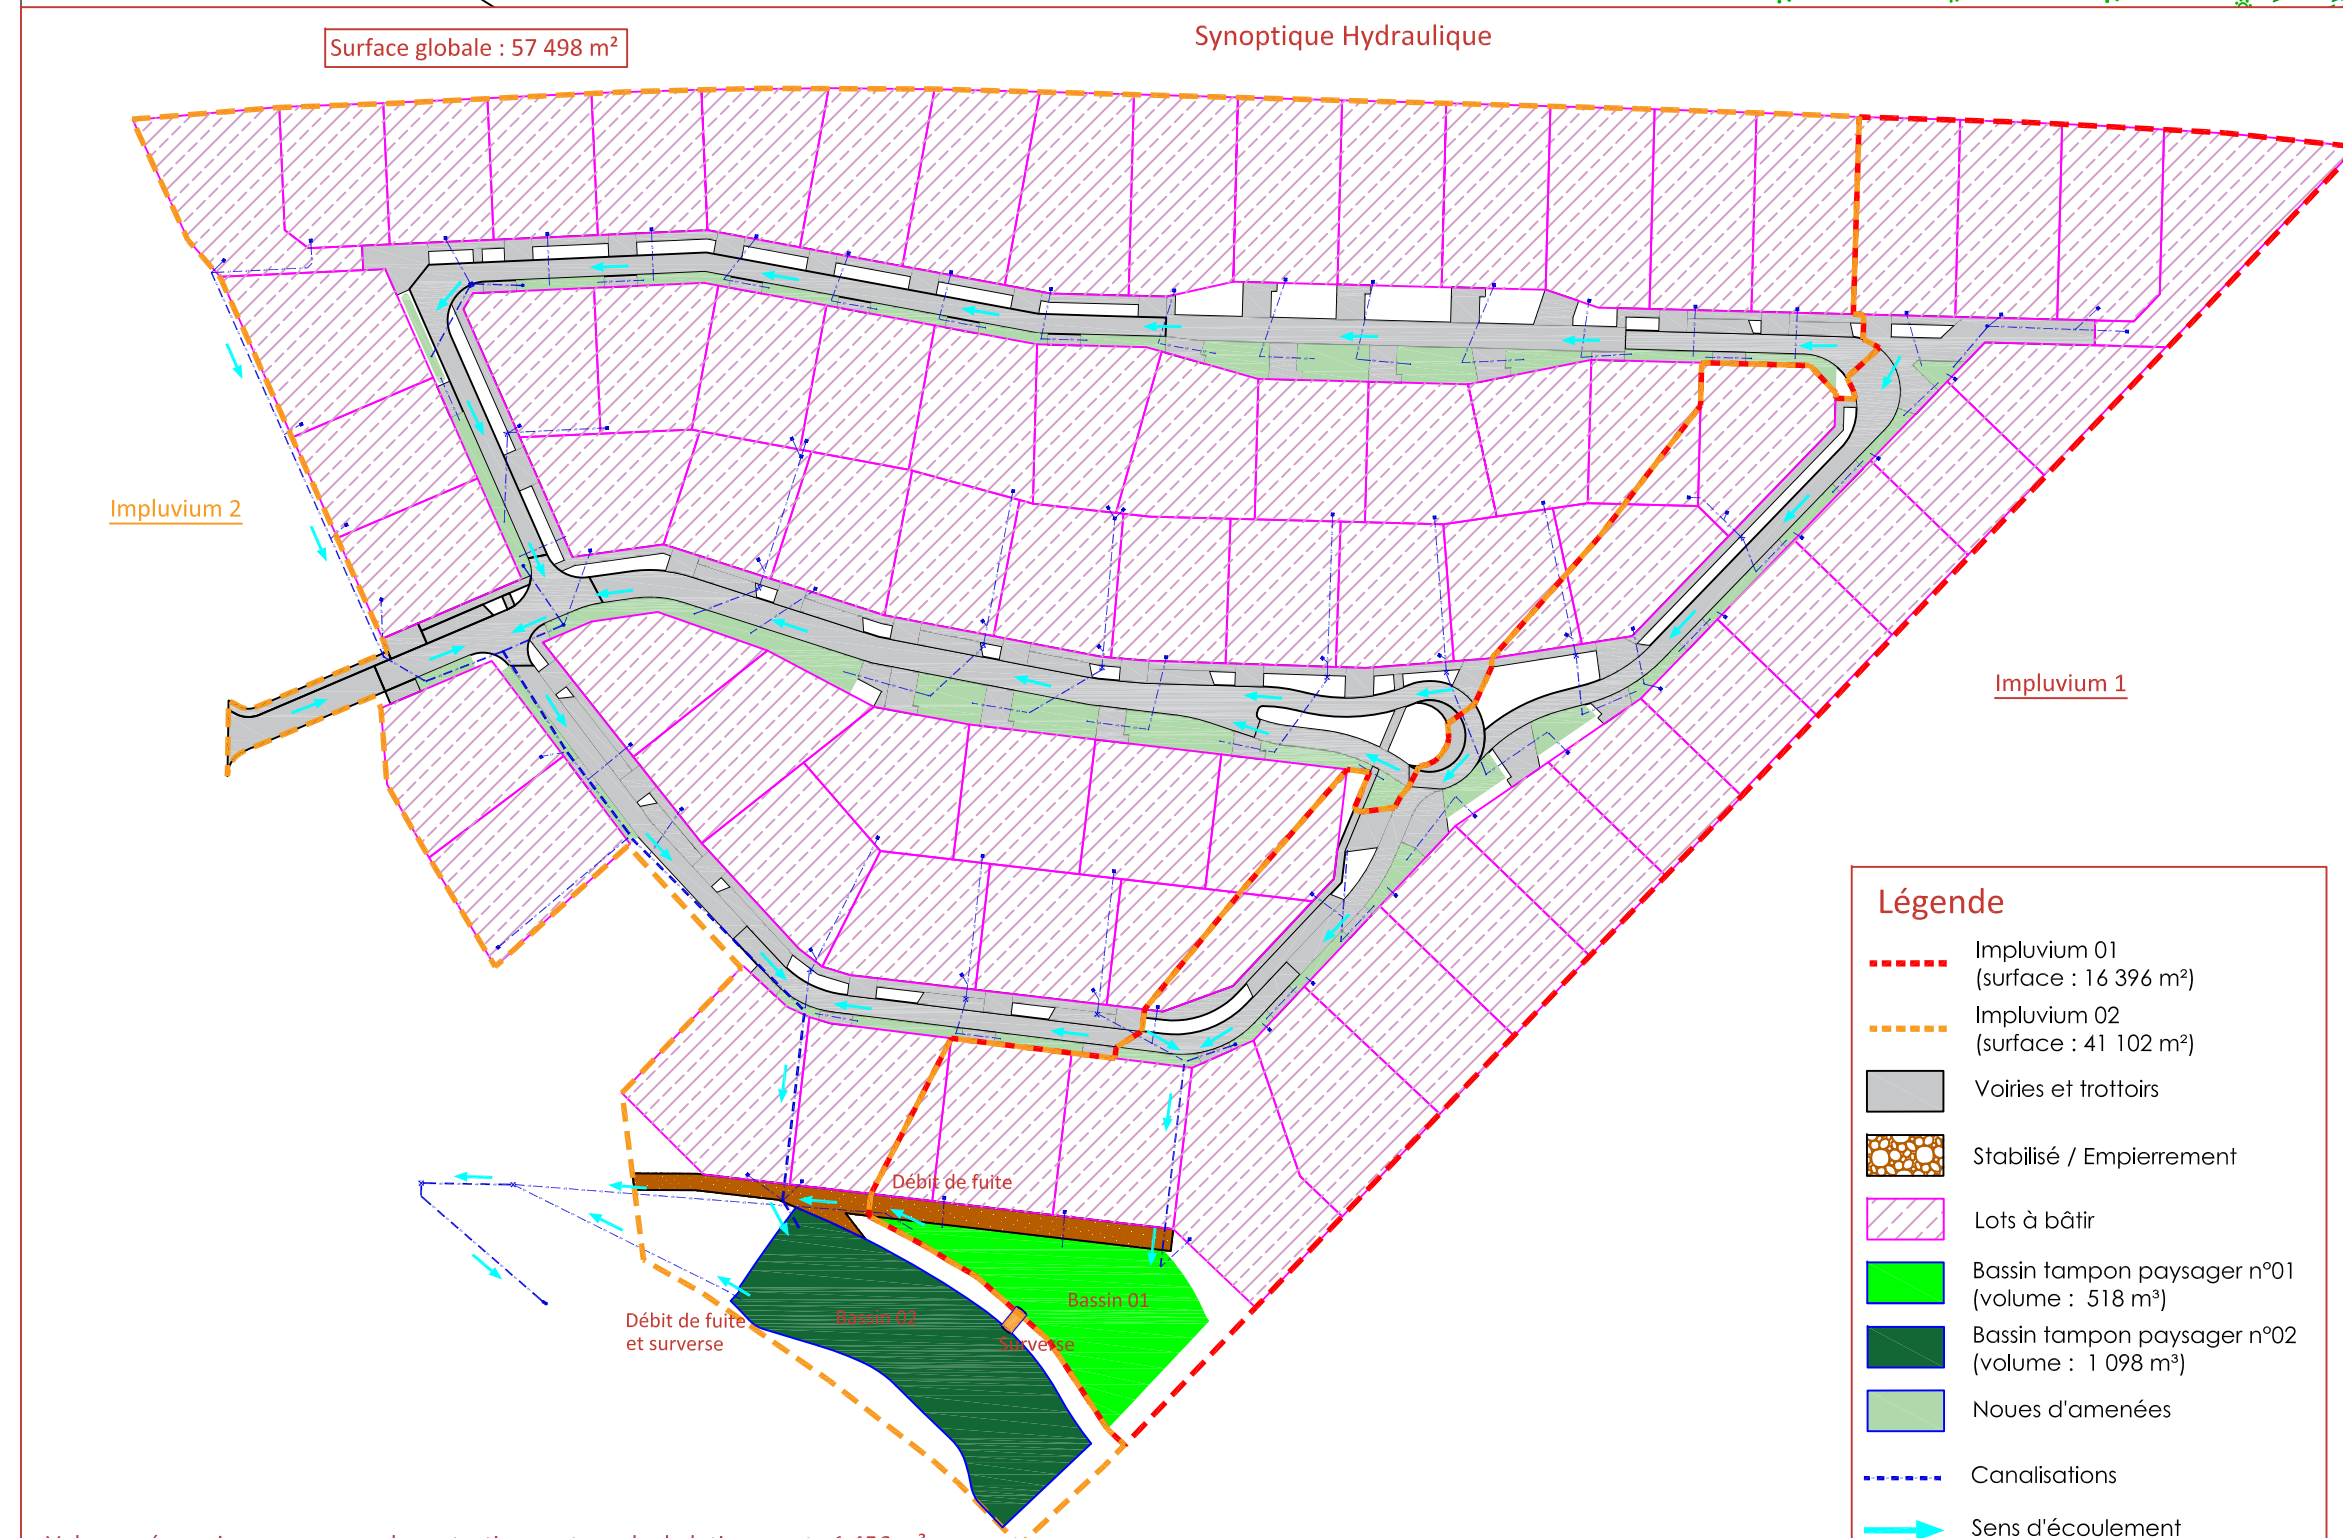 Synoptique Hydraulique
Surface globale : 57 498 m²
Impluvium 2
Impluvium 1
Débit de fuite
Bassin 01
Bassin 02
Surverse
Débit de fuite
et surverse
Légende
Impluvium 01
(surface : 16 396 m²)
Impluvium 02
(surface : 41 102 m²)
Voiries et trottoirs
Stabilisé / Empierrement
Lots à bâtir
Bassin tampon paysager n°01
(volume : 518 m³)
Bassin tampon paysager n°02
(volume : 1 098 m³)
Noues d'amenées
Canalisations
Sens d'écoulement